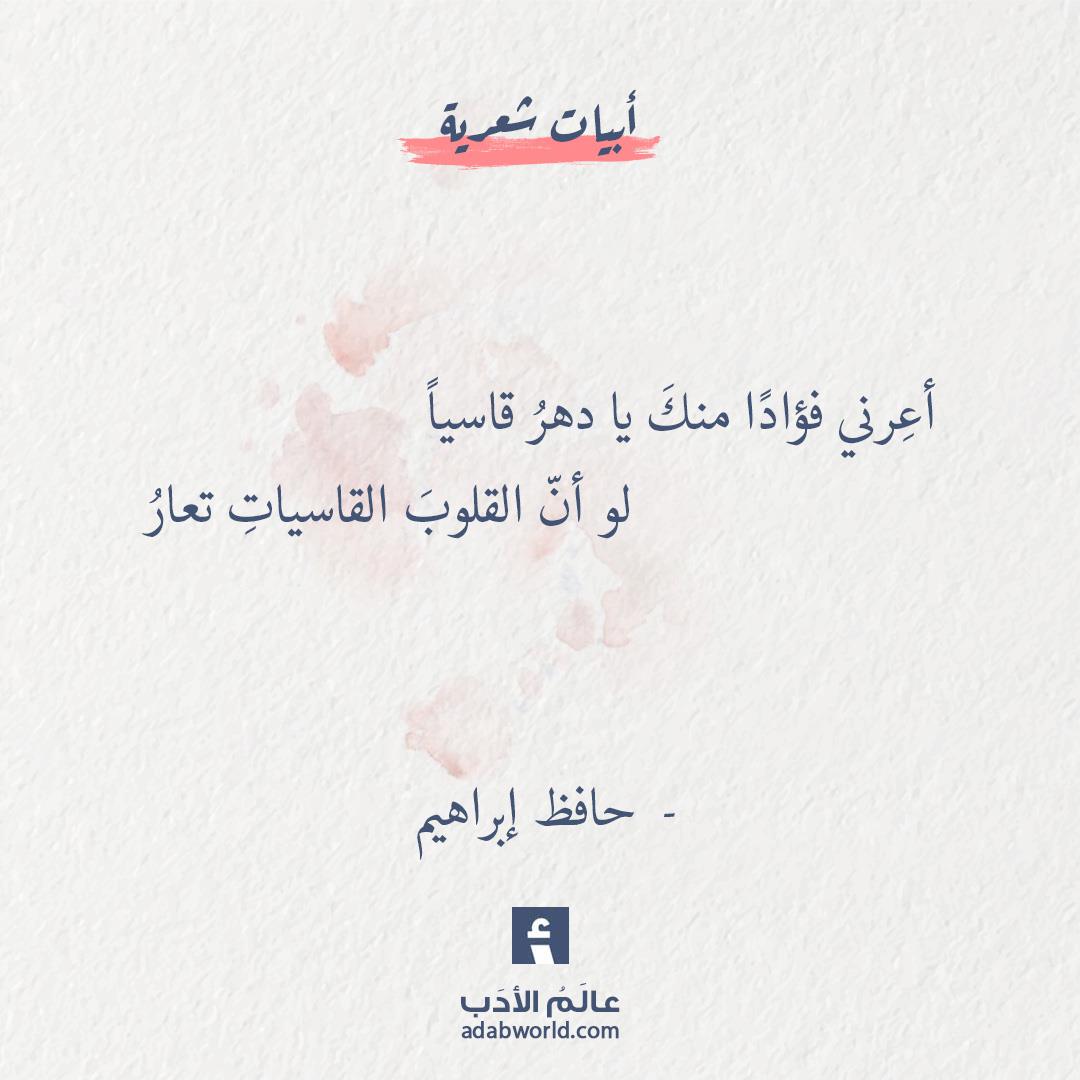 أبيات شعرية
أعِرني فؤادًا منكَ يا دهرُ قاسياً
لو أنّ القلوبَ القاسياتِ تعارُ
- حافظ إبراهيم
أ
عالَمُ الأدَب
adabworld.com